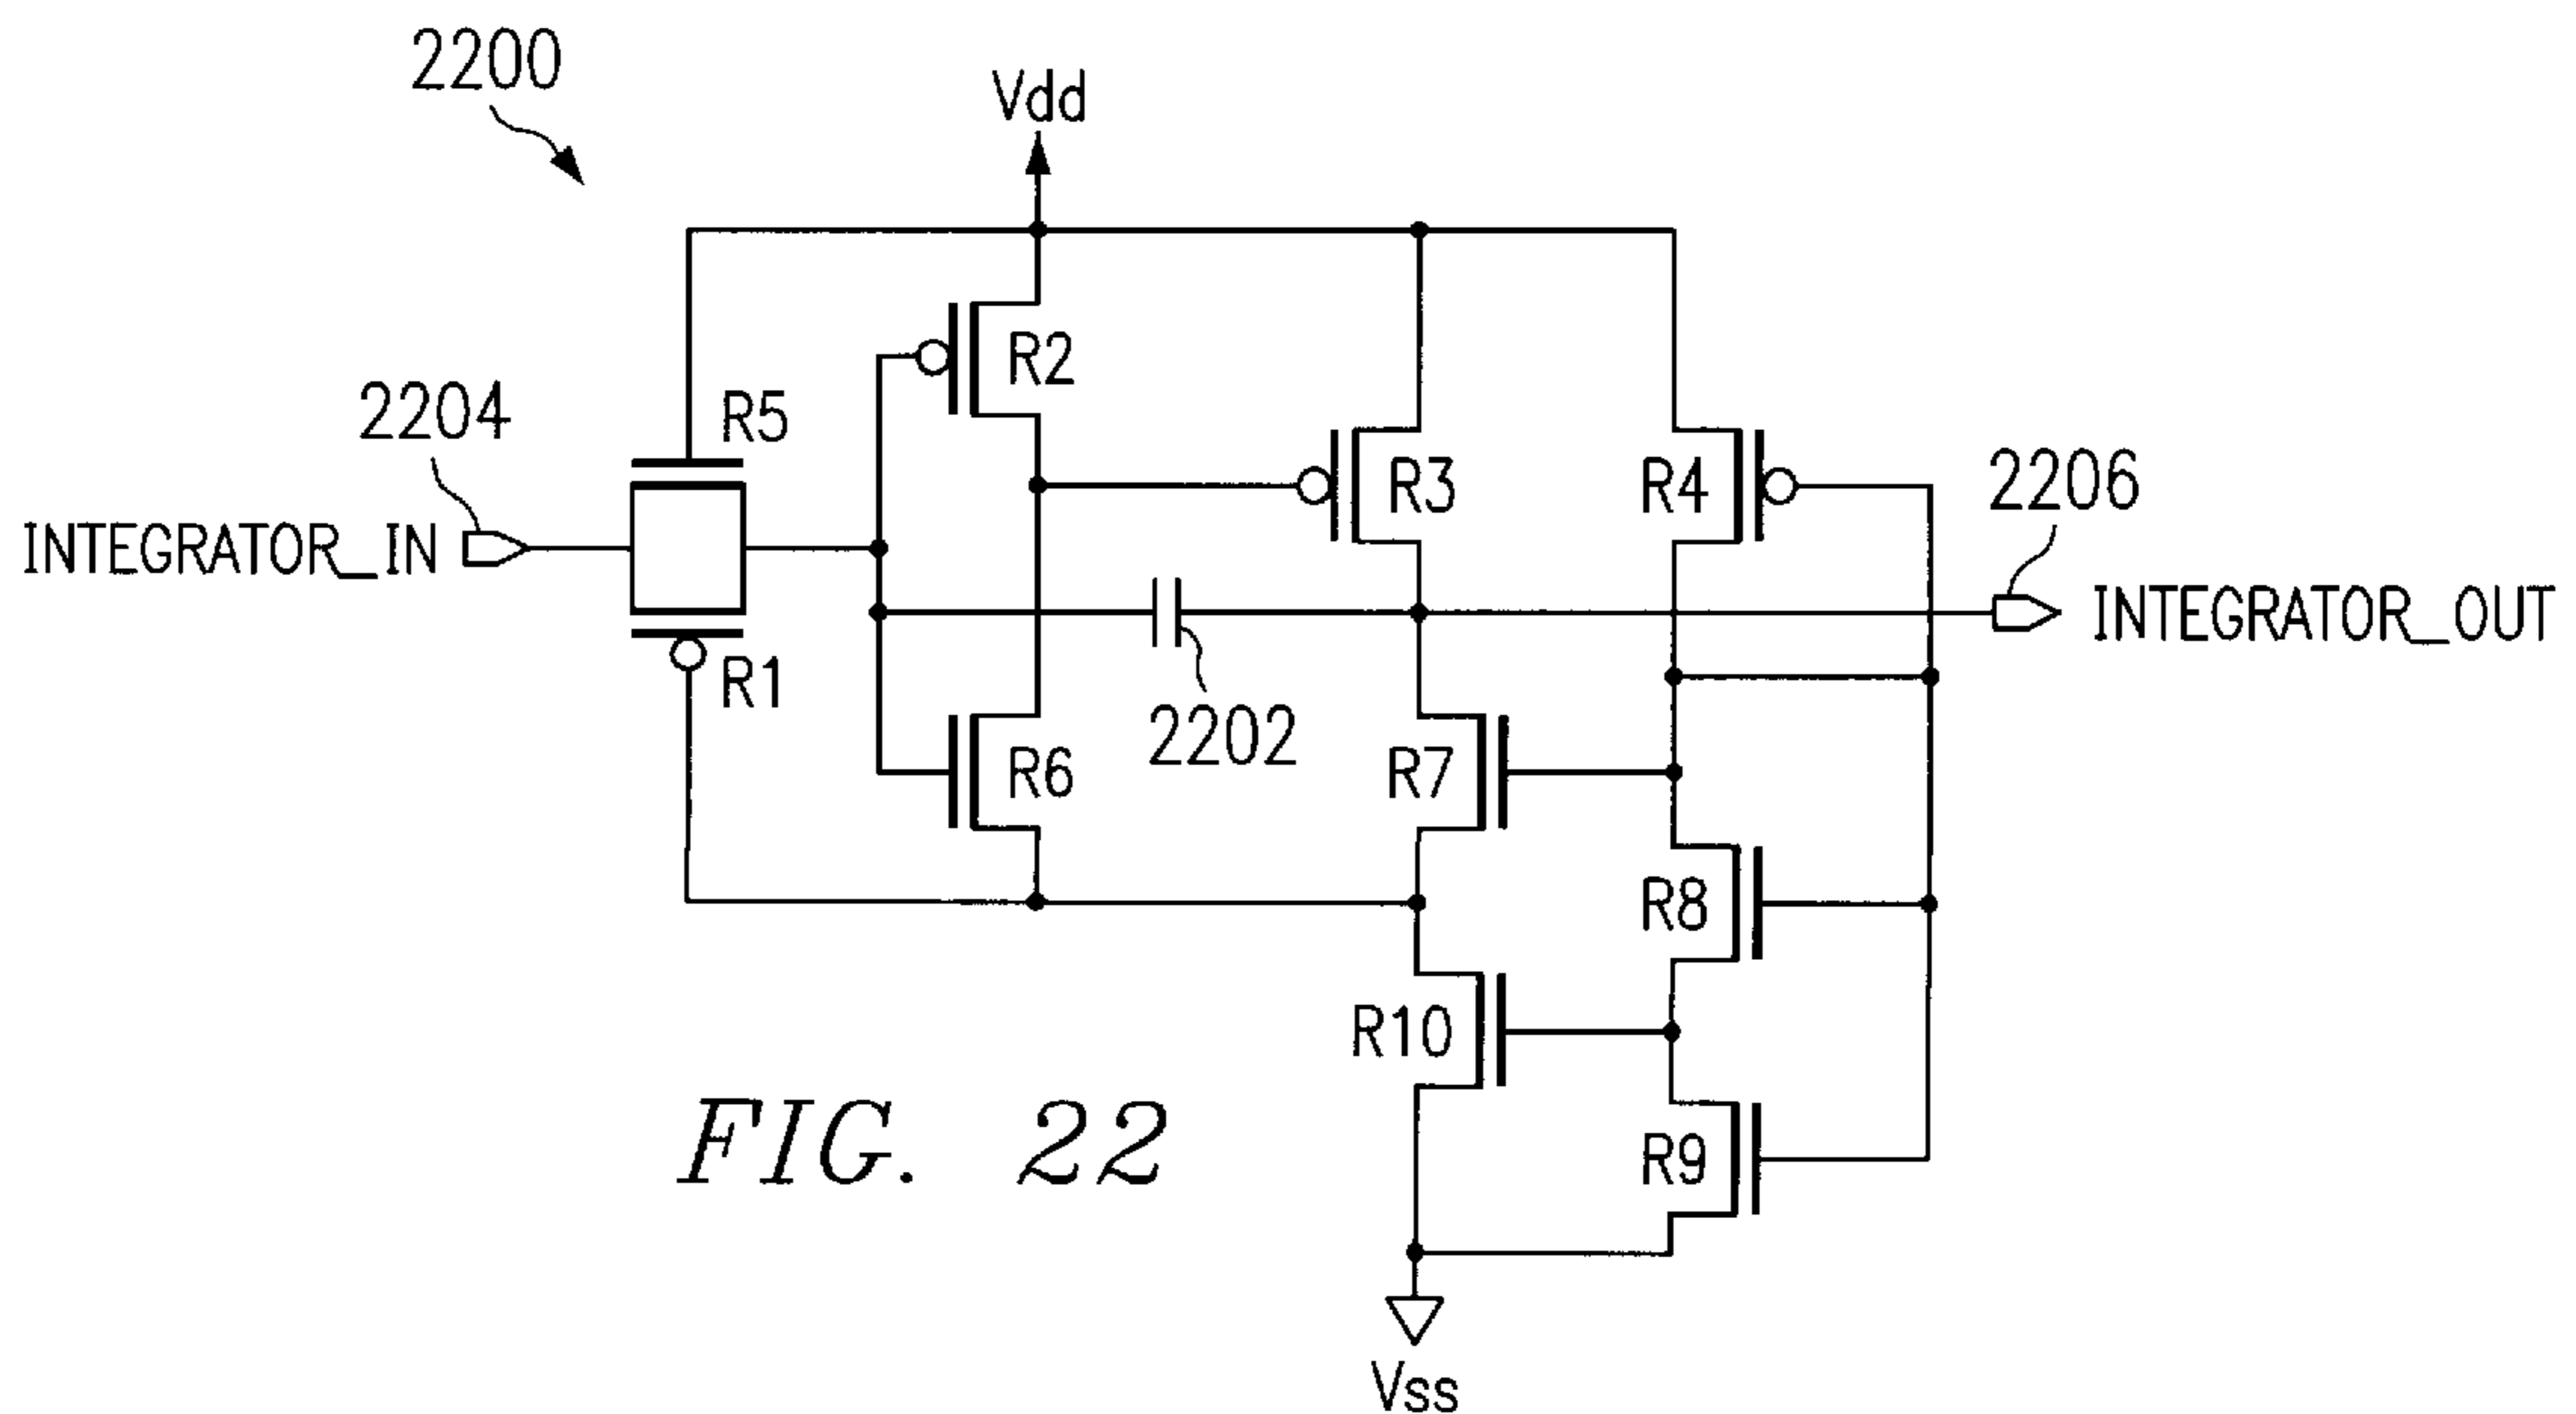 2200
Vdd
R2
2204
R5
R3
R4
2206
INTEGRATOR_IN
INTEGRATOR_OUT
R1
2202
R6
R7
R8
R10
FIG. 22
R9
Vss